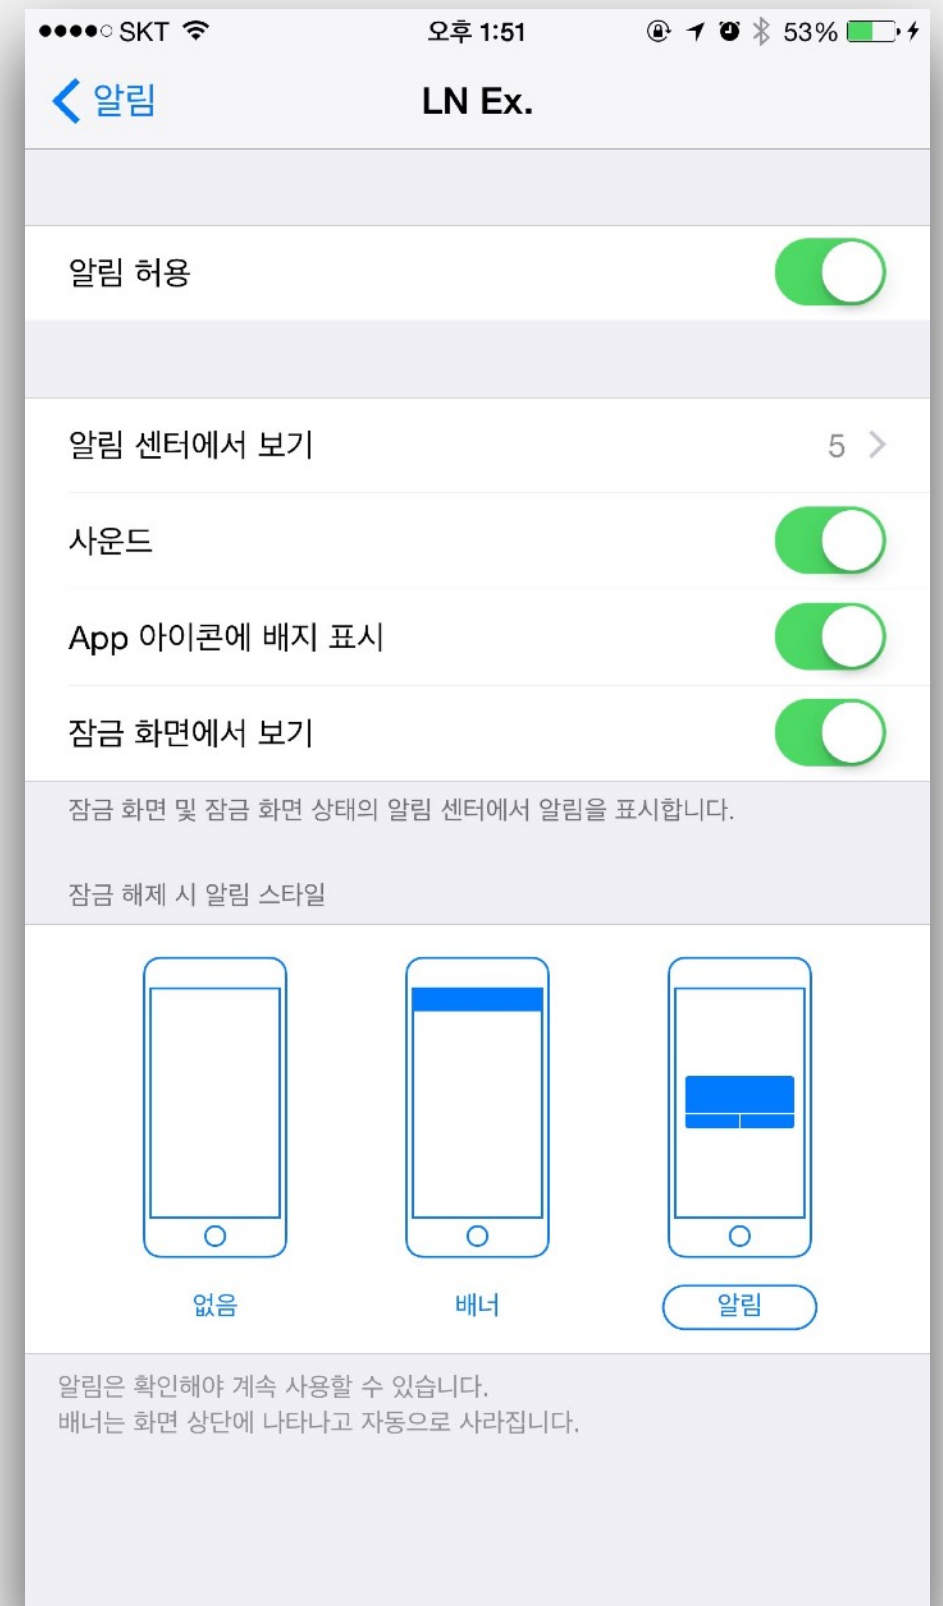 SKT 오후 1:51 53%
알림 LN Ex.
알림 허용
알림 센터에서 보기 5
사운드
App 아이콘에 배지 표시
잠금 화면에서 보기
잠금 화면 및 잠금 화면 상태의 알림 센터에서 알림을 표시합니다.
잠금 해제 시 알림 스타일
없음 배너 알림
알림은 확인해야 계속 사용할 수 있습니다.
배너는 화면 상단에 나타나고 자동으로 사라집니다.